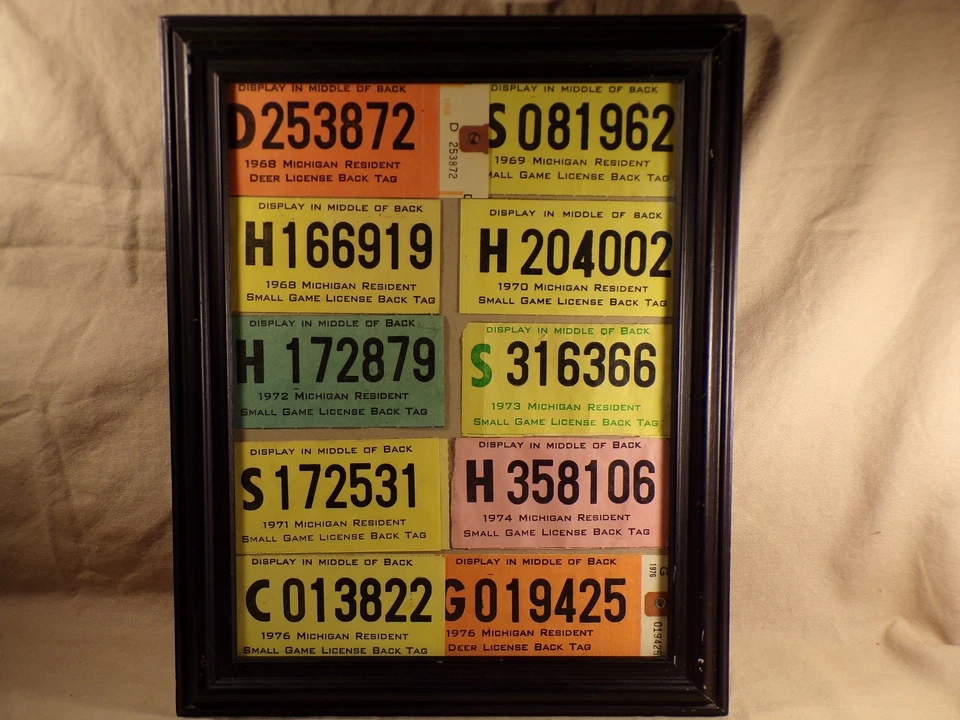 DISPLAY IN MIDDLE OF BACK
D253872
1968 MICHIGAN RESIDENT
DEER LICENSE BACK TAG
D 253872
DISPLAY IN MIDDLE OF BACK
S081962
1969 MICHIGAN RESIDENT
SMALL GAME LICENSE BACK TAG
DISPLAY IN MIDDLE OF BACK
H166919
1968 MICHIGAN RESIDENT
SMALL GAME LICENSE BACK TAG
DISPLAY IN MIDDLE OF BACK
H 204002
1970 MICHIGAN RESIDENT
SMALL GAME LICENSE BACK TAG
DISPLAY IN MIDDLE OF BACK
H 172879
1972 MICHIGAN RESIDENT
SMALL GAME LICENSE BACK TAG
DISPLAY IN MIDDLE OF BACK
S 316366
1973 MICHIGAN RESIDENT
SMALL GAME LICENSE BACK TAG
DISPLAY IN MIDDLE OF BACK
S172531
1971 MICHIGAN RESIDENT
SMALL GAME LICENSE BACK TAG
DISPLAY IN MIDDLE OF BACK
H 358106
1974 MICHIGAN RESIDENT
SMALL GAME LICENSE BACK TAG
DISPLAY IN MIDDLE OF BACK
C013822
1976 MICHIGAN RESIDENT
SMALL GAME LICENSE BACK TAG
DISPLAY IN MIDDLE OF BACK
G019425
1976 MICHIGAN RESIDENT
DEER LICENSE BACK TAG
1976
G
019425